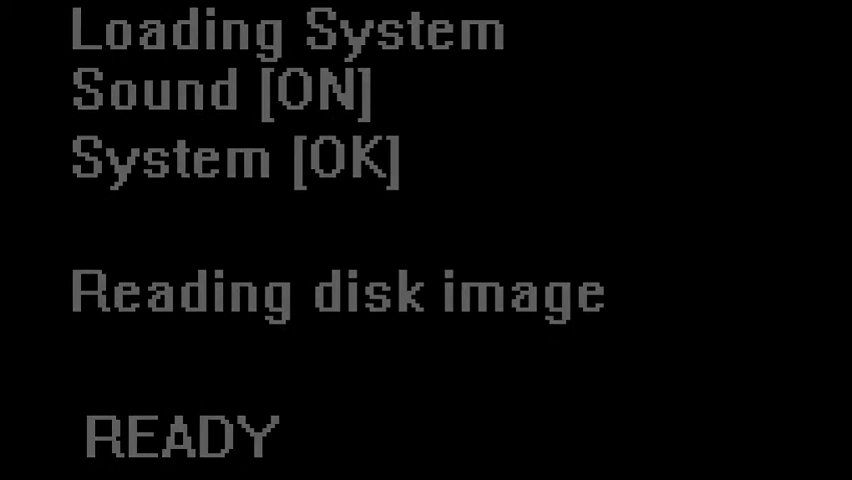 Loading System
Sound [ON]
System [OK]
Reading disk image
READY